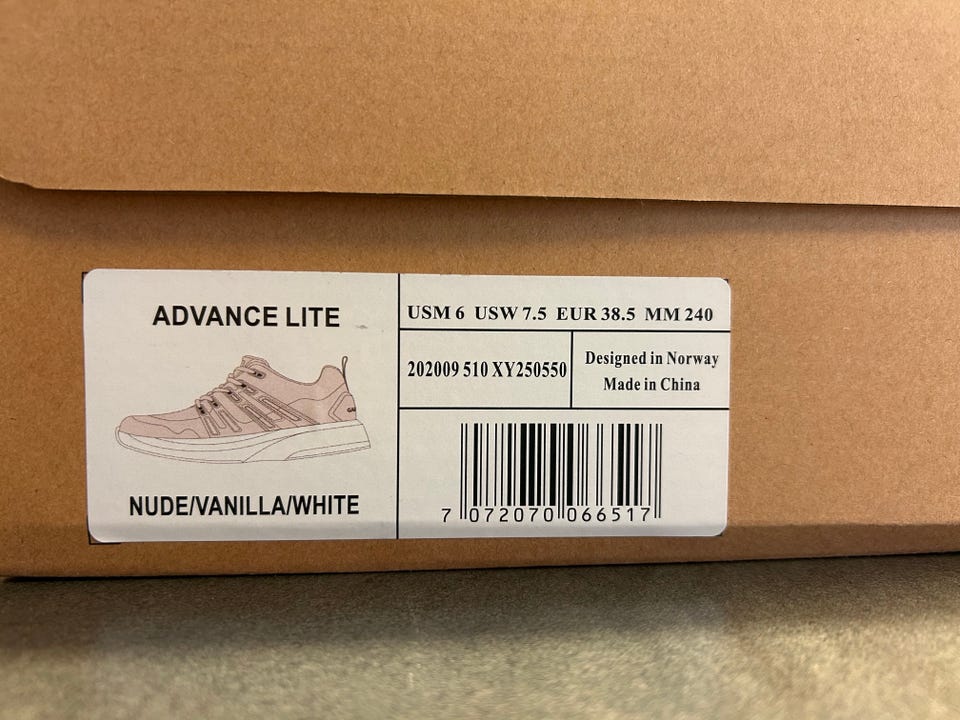 ADVANCE LITE
NUDE/VANILLA/WHITE
USM 6 USW 7.5 EUR 38.5 MM 240
202009 510 XY250550
Designed in Norway
Made in China
7 072070 066517